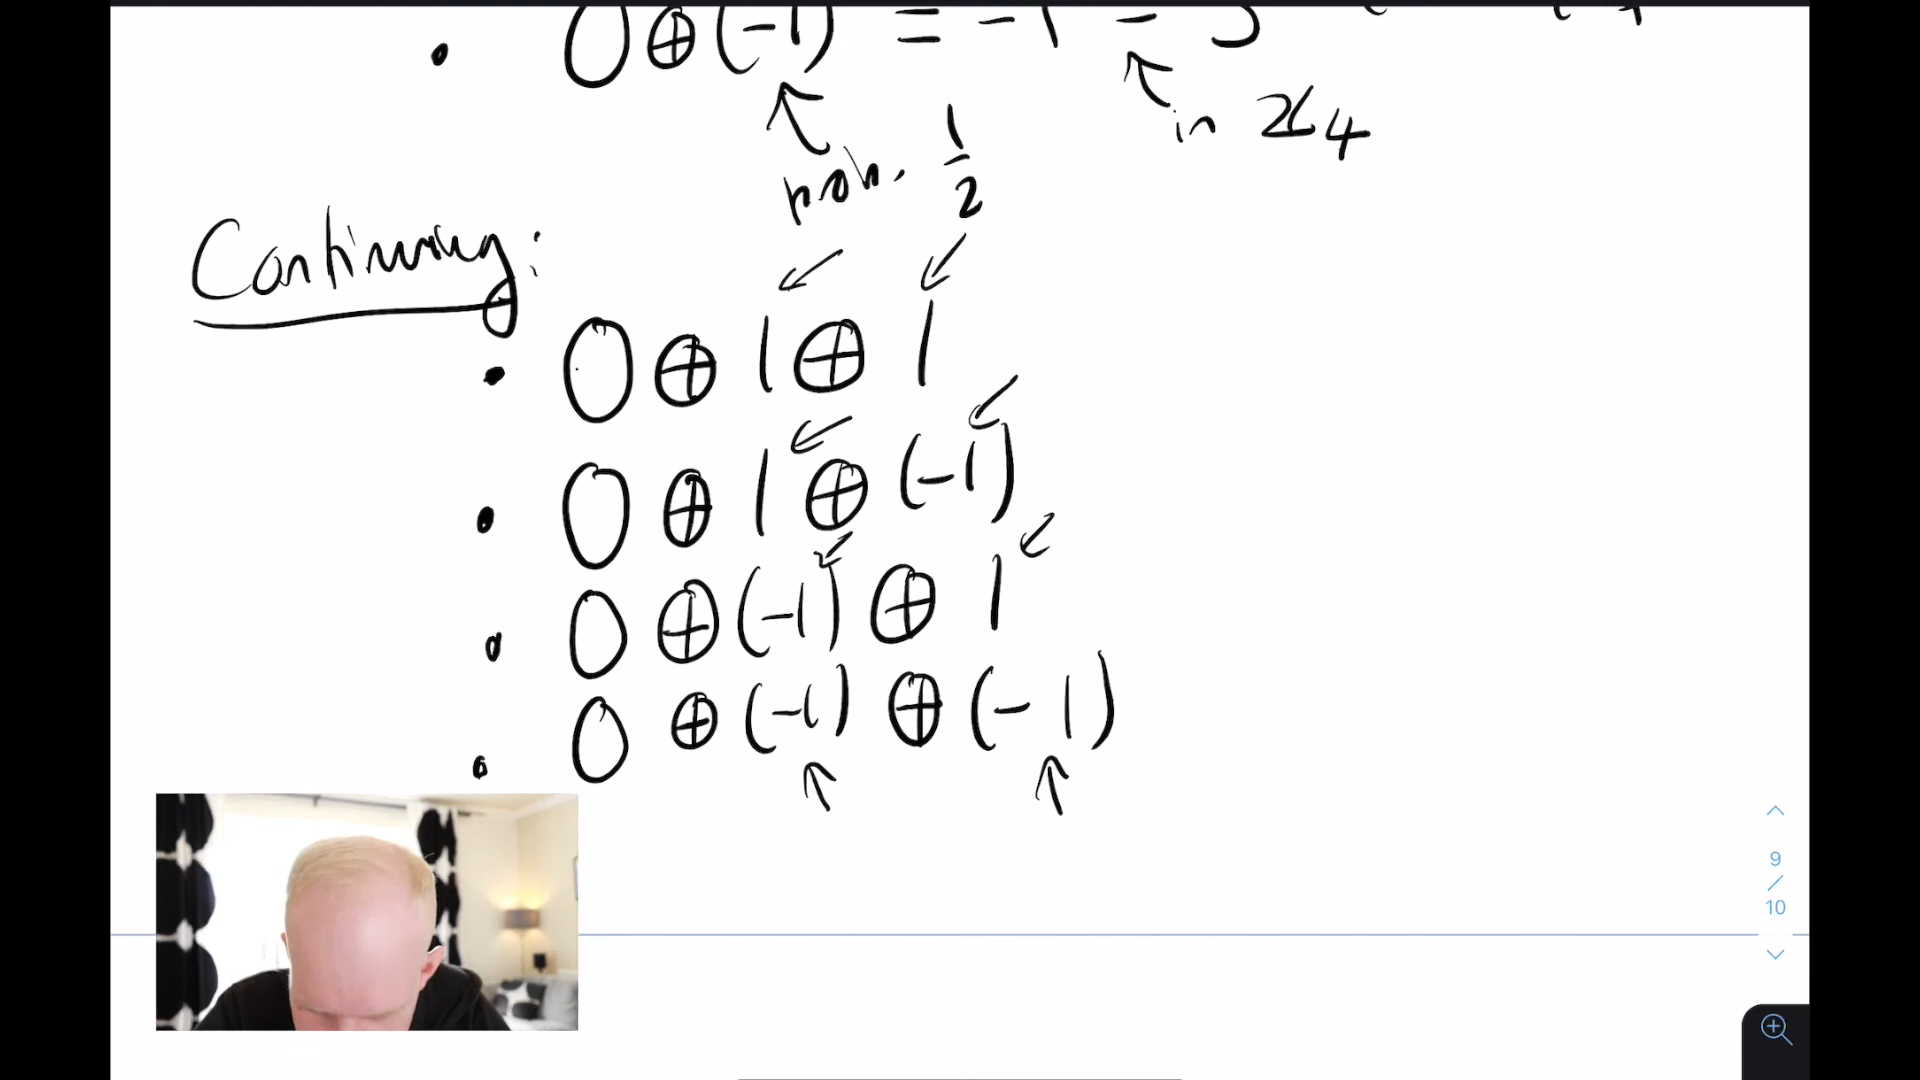 • 0 ⊕ (-1) = -1 = 3
in ℤ4
prob. 1/2
Continuing:
• 0 ⊕ 1 ⊕ 1
• 0 ⊕ 1 ⊕ (-1)
• 0 ⊕ (-1) ⊕ 1
• 0 ⊕ (-1) ⊕ (-1)
9
/
10